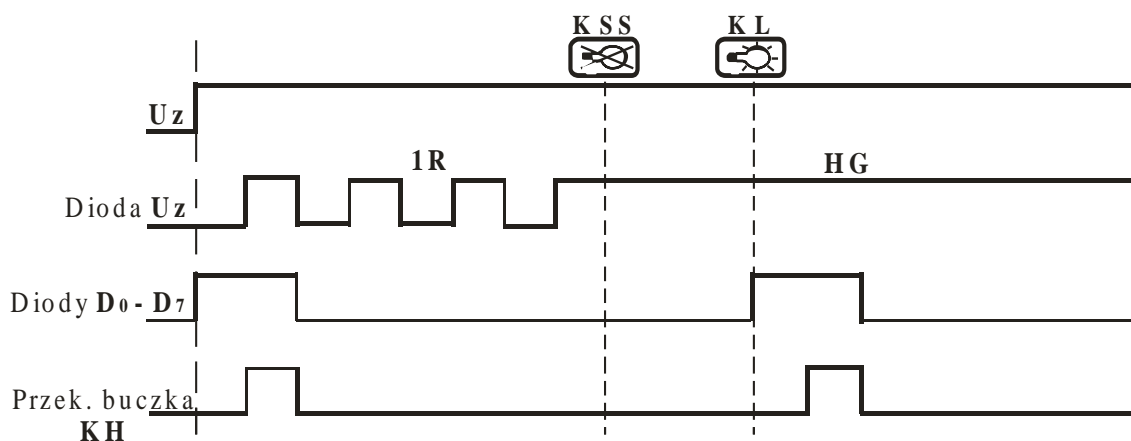 KSS KL
Uz
1R HG
Dioda Uz
Diody D0 - D7
Przek. buczka
KH